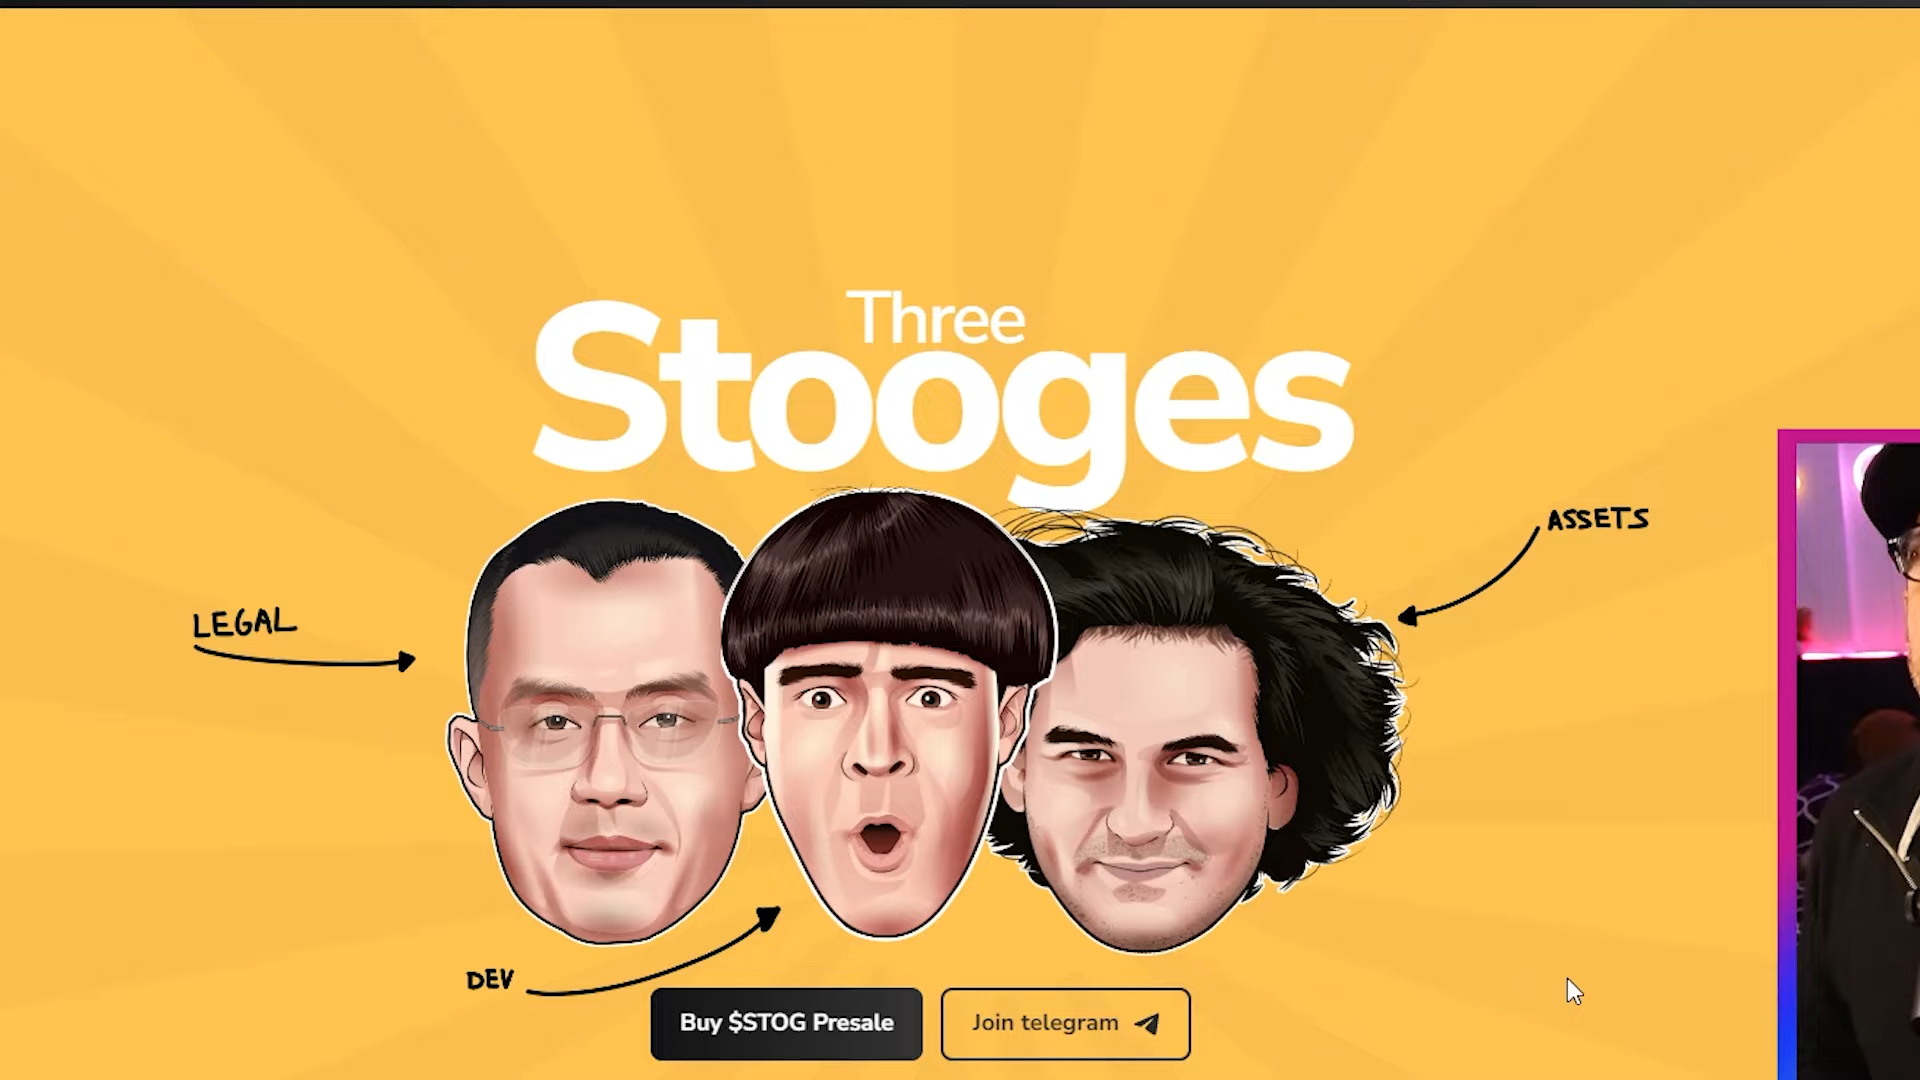 Three
Stooges
ASSETS
LEGAL
DEV
Buy $STOG Presale
Join telegram